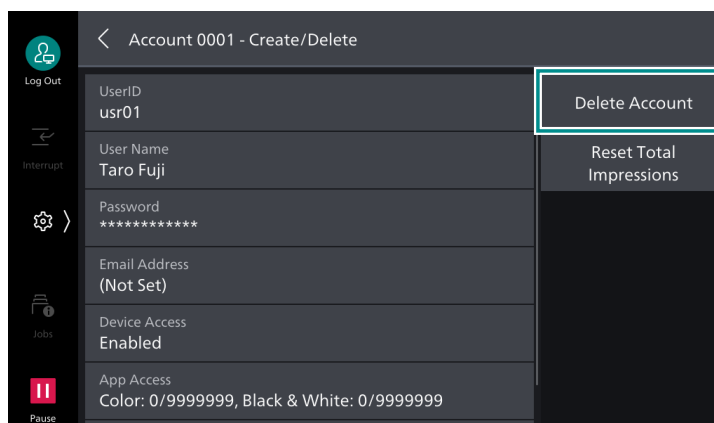 Account 0001 - Create/Delete
Log Out
Interrupt
Jobs
Pause
UserID
usr01
User Name
Taro Fuji
Password
************
Email Address
(Not Set)
Device Access
Enabled
App Access
Color: 0/9999999, Black & White: 0/9999999
Delete Account
Reset Total
Impressions